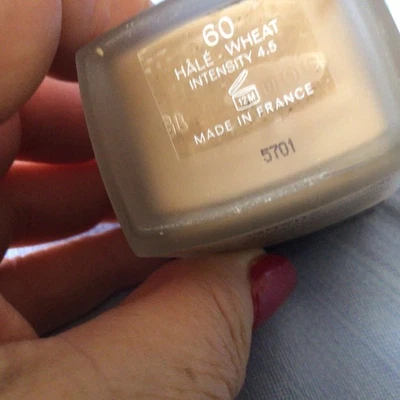 60
HÂLÉ - WHEAT
INTENSITY 4.5
12M
MADE IN FRANCE
5701